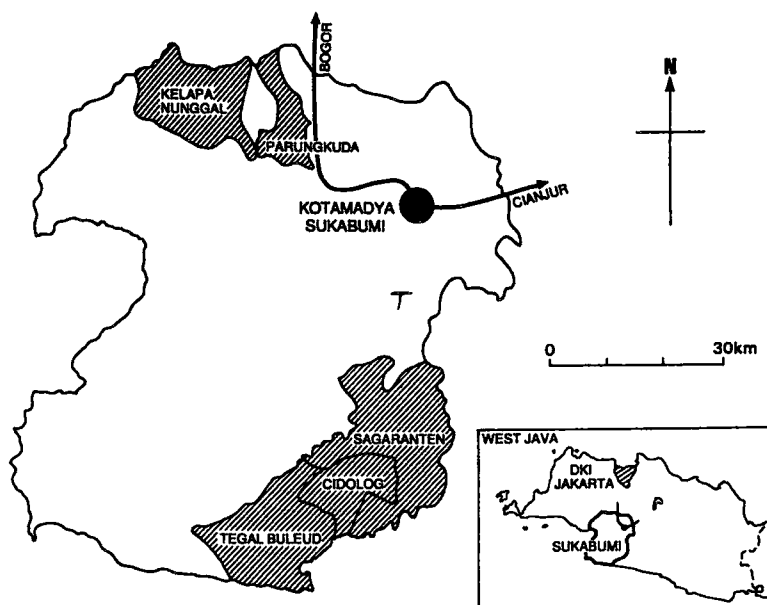 BOGOR
KELAPA
NUNGGAL
PARUNGKUDA
N
CIANJUR
KOTAMADYA
SUKABUMI
T
0 30km
SAGARANTEN
CIDOLOG
TEGAL BULEUD
WEST JAVA
DKI
JAKARTA
P
SUKABUMI